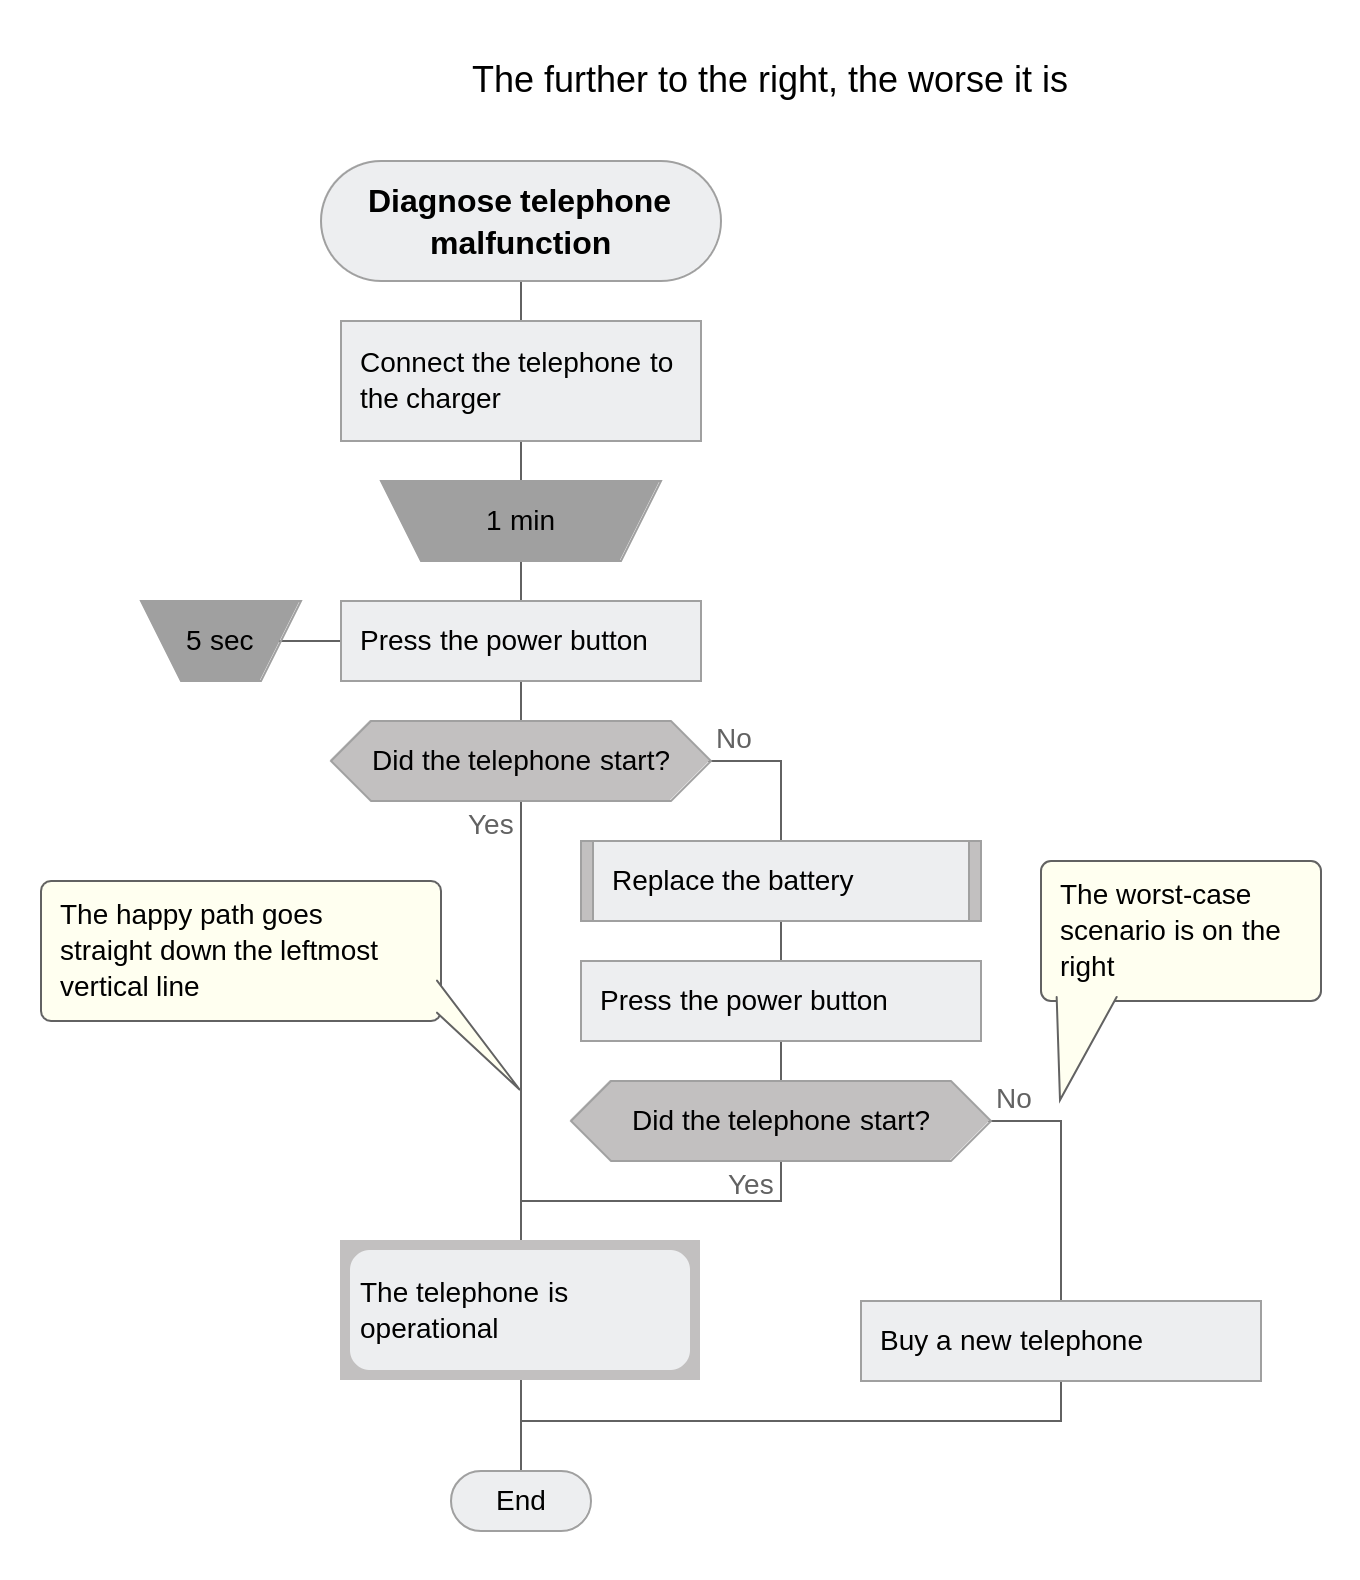 The further to the right, the worse it is
Diagnose telephone
malfunction
Connect the telephone to
the charger
1 min
5 sec
Press the power button
Did the telephone start?
No
Yes
Replace the battery
The happy path goes
straight down the leftmost
vertical line
The worst-case
scenario is on the
right
Press the power button
Did the telephone start?
No
Yes
The telephone is
operational
Buy a new telephone
End